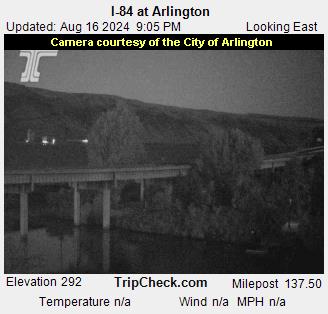 I-84 at Arlington
Updated: Aug 16 2024 9:05 PM Looking East
Camera courtesy of the City of Arlington
Elevation 292 TripCheck.com Milepost 137.50
Temperature n/a Wind n/a MPH n/a